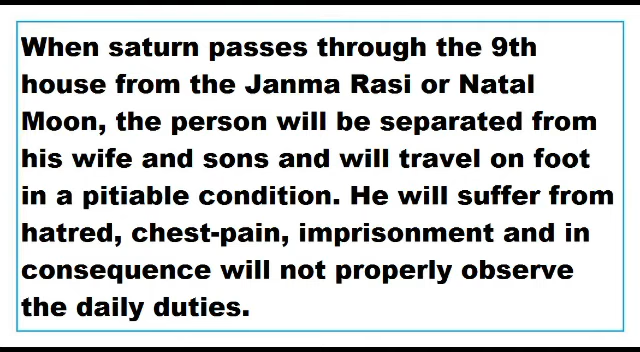 When saturn passes through the 9th
house from the Janma Rasi or Natal
Moon, the person will be separated from
his wife and sons and will travel on foot
in a pitiable condition. He will suffer from
hatred, chest-pain, imprisonment and in
consequence will not properly observe
the daily duties.